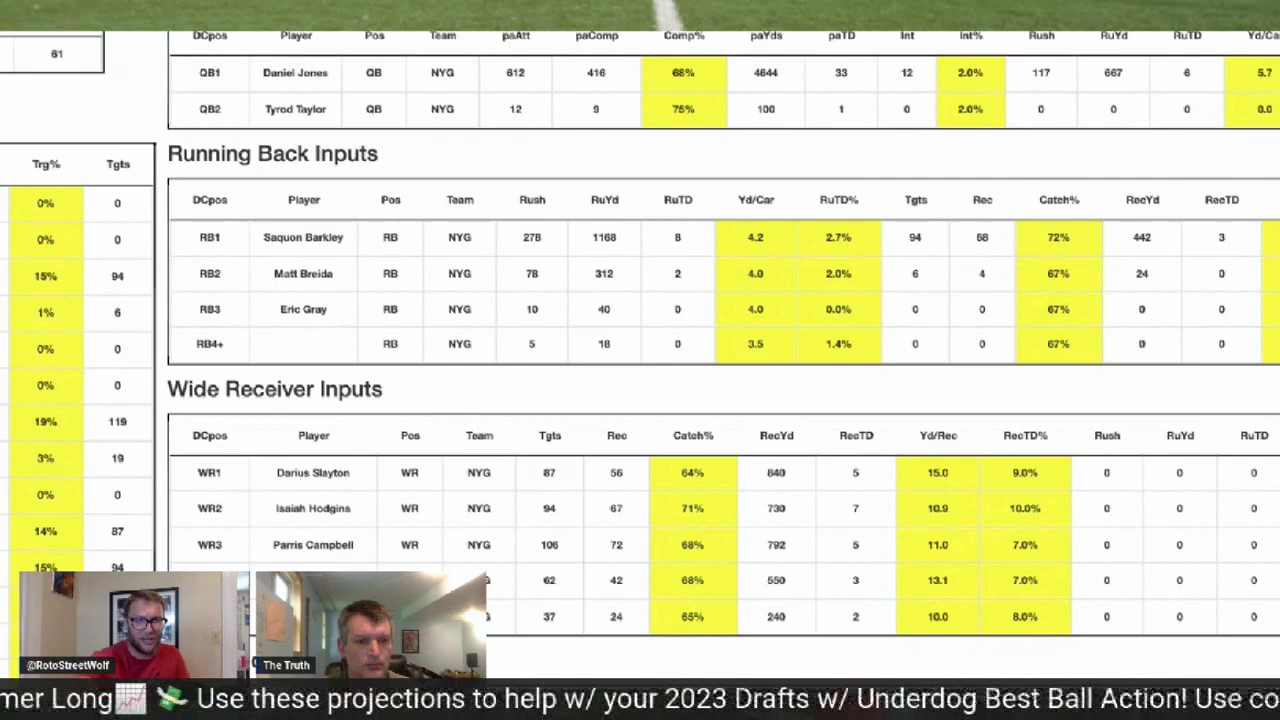 61
DCpos Player Pos Team paAtt paComp Comp% paYds paTD Int Int% Rush RuYd RuTD
QB1 Daniel Jones QB NYG 612 416 68% 4644 33 12 2.0% 117 667 6 5.7
QB2 Tyrod Taylor QB NYG 12 9 75% 100 1 0 2.0% 0 0 0 0.0
Running Back Inputs
Trg% Tgts
DCpos Player Pos Team Rush RuYd RuTD Yd/Car RuTD% Tgts Rec Catch% RecYd RecTD
0% 0
RB1 Saquon Barkley RB NYG 278 1168 8 4.2 2.7% 94 68 72% 442 3
0% 0
RB2 Matt Breida RB NYG 78 312 2 4.0 2.0% 6 4 67% 24 0
15% 94
RB3 Eric Gray RB NYG 10 40 0 4.0 0.0% 0 0 67% 0 0
1% 6
RB4+ RB NYG 5 18 0 3.5 1.4% 0 0 67% 0 0
0% 0
0% 0
Wide Receiver Inputs
19% 119
DCpos Player Pos Team Tgts Rec Catch% RecYd RecTD Yd/Rec RecTD% Rush RuYd RuTD
3% 19
WR1 Darius Slayton WR NYG 87 56 64% 840 5 15.0 9.0% 0 0 0
0% 0
WR2 Isaiah Hodgins WR NYG 94 67 71% 730 7 10.9 10.0% 0 0 0
14% 87
WR3 Parris Campbell WR NYG 106 72 68% 792 5 11.0 7.0% 0 0 0
15% 94
62 42 68% 550 3 13.1 7.0% 0 0 0
37 24 65% 240 2 10.0 8.0% 0 0 0
@RotoStreetWolf The Truth
mer Long📈 💸 Use these projections to help w/ your 2023 Drafts w/ Underdog Best Ball Action! Use co